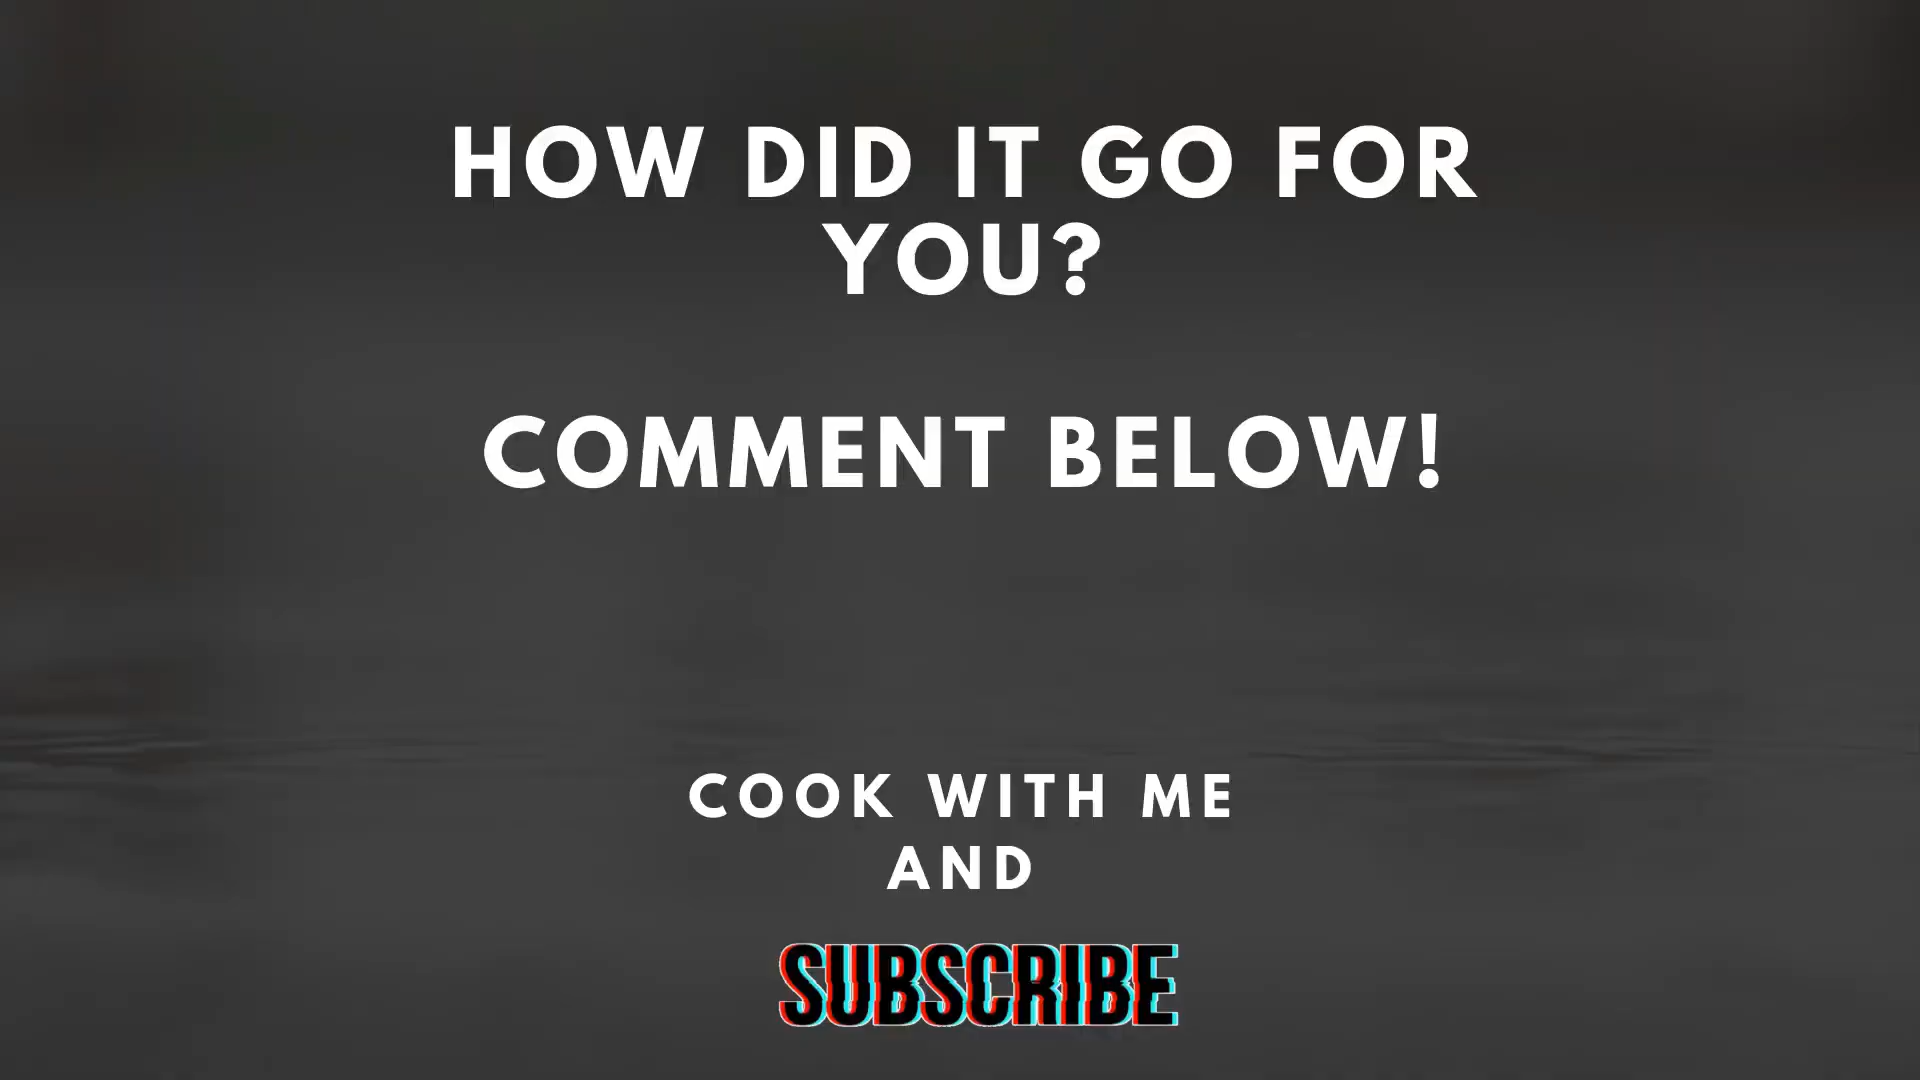 HOW DID IT GO FOR
YOU?
COMMENT BELOW!
COOK WITH ME
AND
SUBSCRIBE